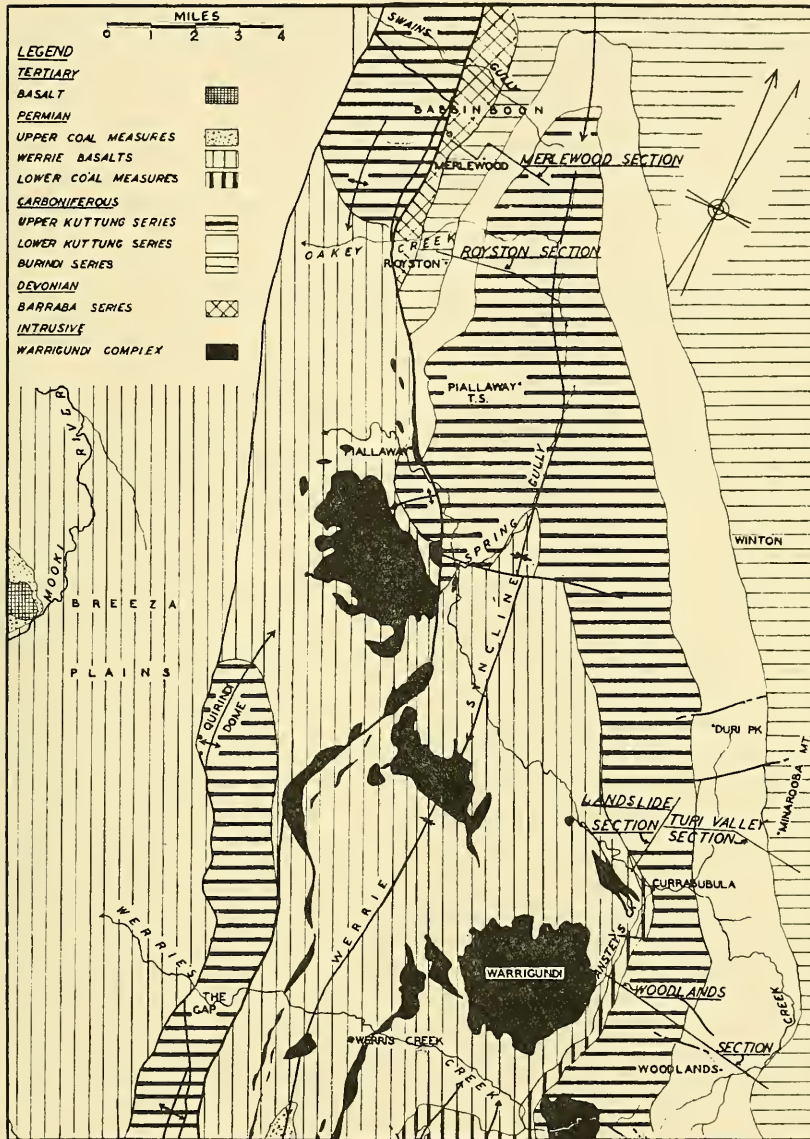 MILES
0 1 2 3 4
LEGEND
TERTIARY
BASALT
PERMIAN
UPPER COAL MEASURES
WERRIE BASALTS
LOWER COAL MEASURES
CARBONIFEROUS
UPPER KUTTUNG SERIES
LOWER KUTTUNG SERIES
BURINDI SERIES
DEVONIAN
BARRABA SERIES
INTRUSIVE
WARRIGUNDI COMPLEX
SWAINS
GULLY
BABBINBOON
MERLEWOOD
MERLEWOOD SECTION
OAKEY
CREEK
ROYSTON
ROYSTON SECTION
PIALLAWAY
T.S.
PIALLAWAY
SPRING
GULLY
WINTON
MOOKI
RIVER
BREEZA
PLAINS
QUIRINDI
DOME
SYNCLINE
DURI PK
MINAROOBA MT.
LANDSLIDE
SECTION
TURI VALLEY
SECTION
CURRABUBULA
WERRIE
WERRIES
THE
GAP
WARRIGUNDI
ANSTEYS CK
WOODLANDS
SECTION
CREEK
WERRIS CREEK
CREEK
WOODLANDS